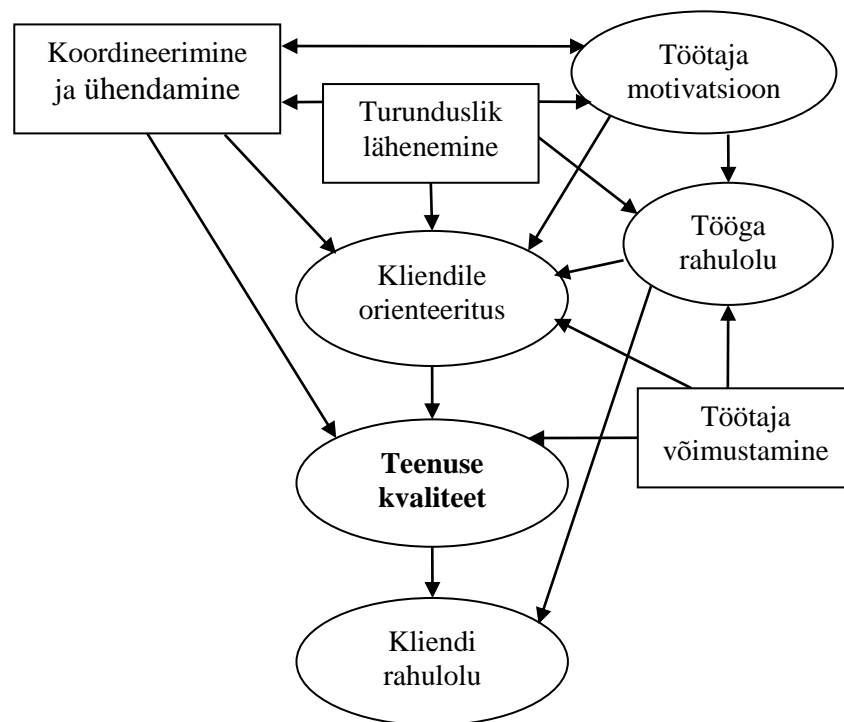 Koordineerimine
ja ühendamine
Töötaja
motivatsioon
Turunduslik
lähenemine
Tööga
rahulolu
Kliendile
orienteeritus
Töötaja
võimustamine
Teenuse
kvaliteet
Kliendi
rahulolu